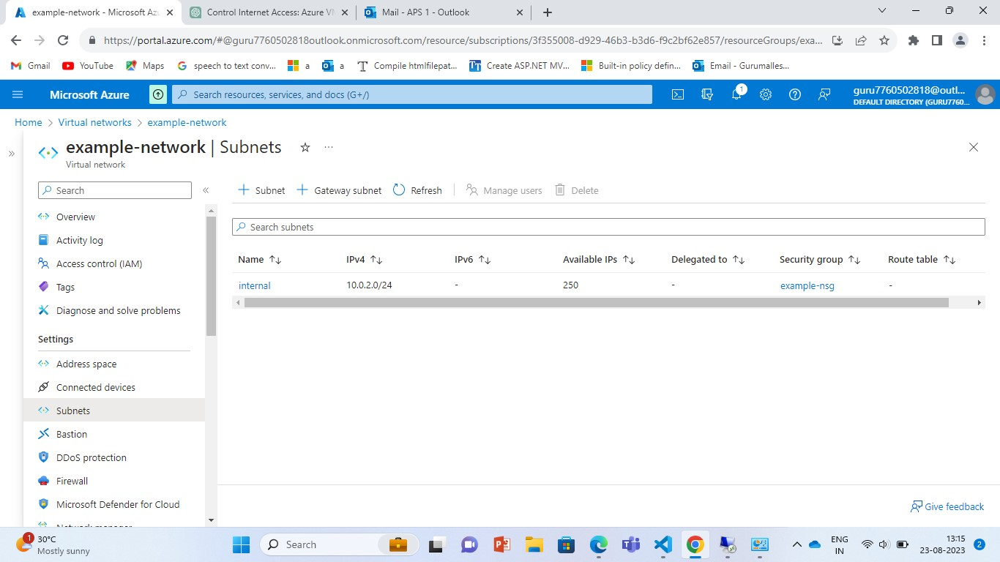 example-network - Microsoft Azu
Control Internet Access: Azure VM
Mail - APS 1 - Outlook
https://portal.azure.com/#@guru7760502818outlook.onmicrosoft.com/resource/subscriptions/3f355008-d929-46b3-b3d6-f9c2bf62e857/resourceGroups/exa...
Gmail
YouTube
Maps
speech to text conv...
a
a
Compile htmlfilepat...
Create ASP.NET MV...
Built-in policy defin...
Email - Gurumalles...
Microsoft Azure
Search resources, services, and docs (G+/)
1
guru7760502818@outl...
DEFAULT DIRECTORY (GURU7760...
Home > Virtual networks > example-network
example-network | Subnets
Virtual network
Search
Subnet
Gateway subnet
Refresh
Manage users
Delete
Overview
Activity log
Access control (IAM)
Tags
Diagnose and solve problems
Settings
Address space
Connected devices
Subnets
Bastion
DDoS protection
Firewall
Microsoft Defender for Cloud
Network manager
Search subnets
Name IPv4 IPv6 Available IPs Delegated to Security group Route table
internal 10.0.2.0/24 - 250 - example-nsg -
Give feedback
1
30°C
Mostly sunny
Search
ENG
IN
13:15
23-08-2023
2